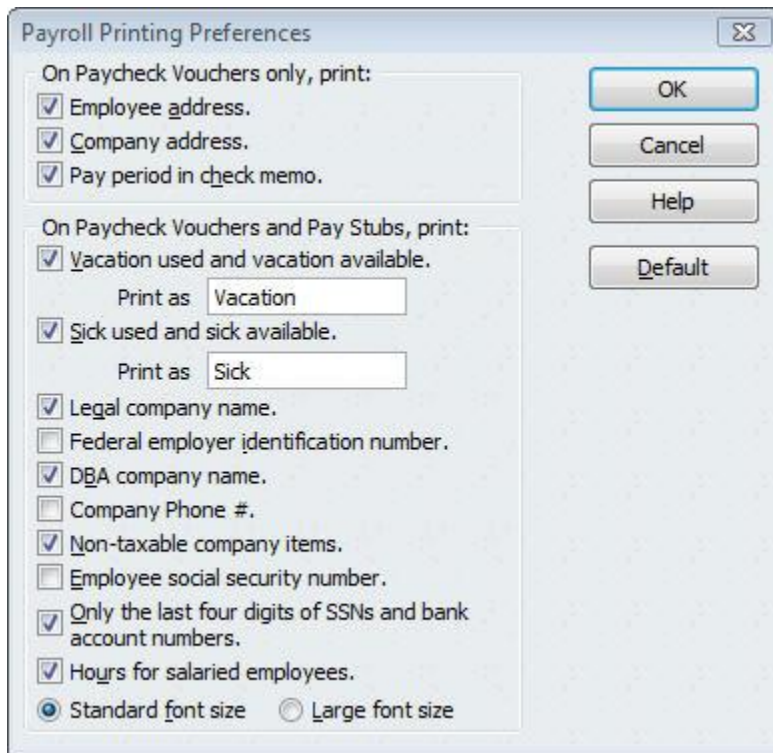 Payroll Printing Preferences
On Paycheck Vouchers only, print:
Employee address.
Company address.
Pay period in check memo.
On Paycheck Vouchers and Pay Stubs, print:
Vacation used and vacation available.
Print as Vacation
Sick used and sick available.
Print as Sick
Legal company name.
Federal employer identification number.
DBA company name.
Company Phone #.
Non-taxable company items.
Employee social security number.
Only the last four digits of SSNs and bank
account numbers.
Hours for salaried employees.
Standard font size Large font size
OK
Cancel
Help
Default